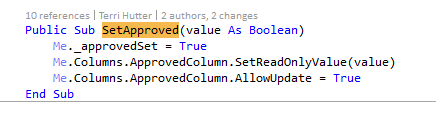 10 references | Terri Hutter | 2 authors, 2 changes
Public Sub SetApproved(value As Boolean)
    Me._approvedSet = True
    Me.Columns.ApprovedColumn.SetReadOnlyValue(value)
    Me.Columns.ApprovedColumn.AllowUpdate = True
End Sub